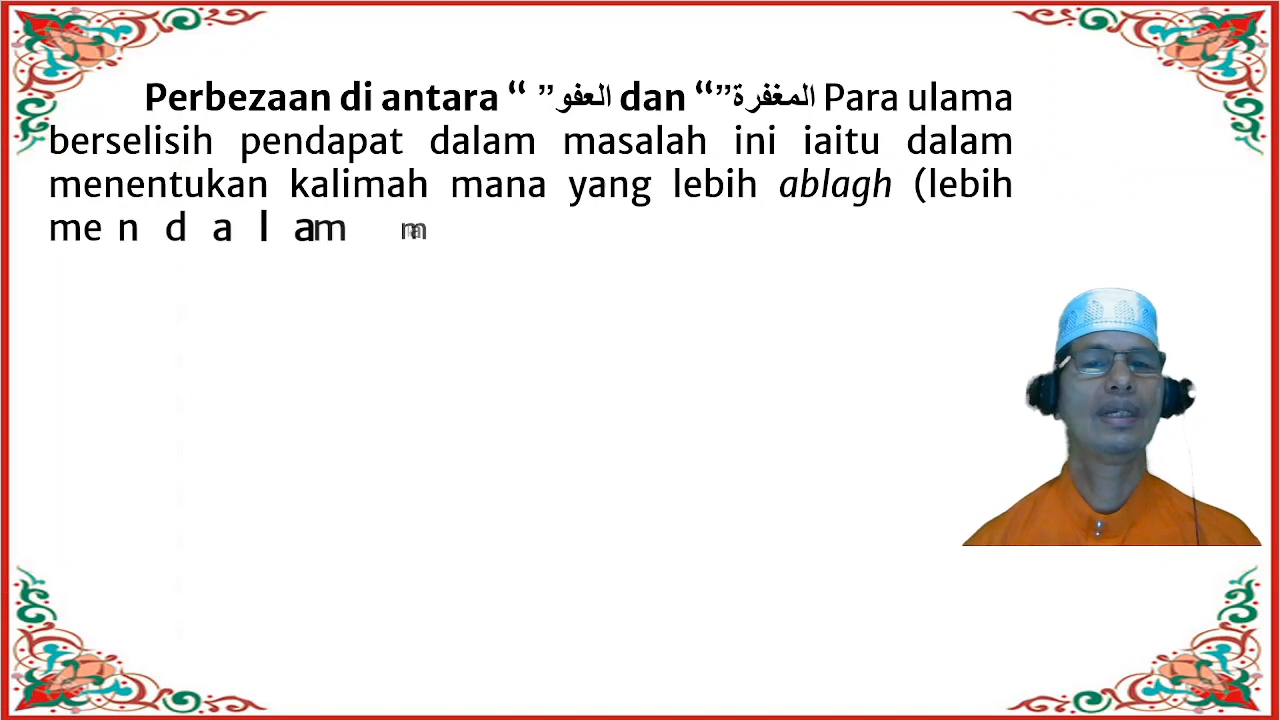 Perbezaan di antara “ ”العفو dan “”المغفرة Para ulama
berselisih pendapat dalam masalah ini iaitu dalam
menentukan kalimah mana yang lebih ablagh (lebih
mendalam